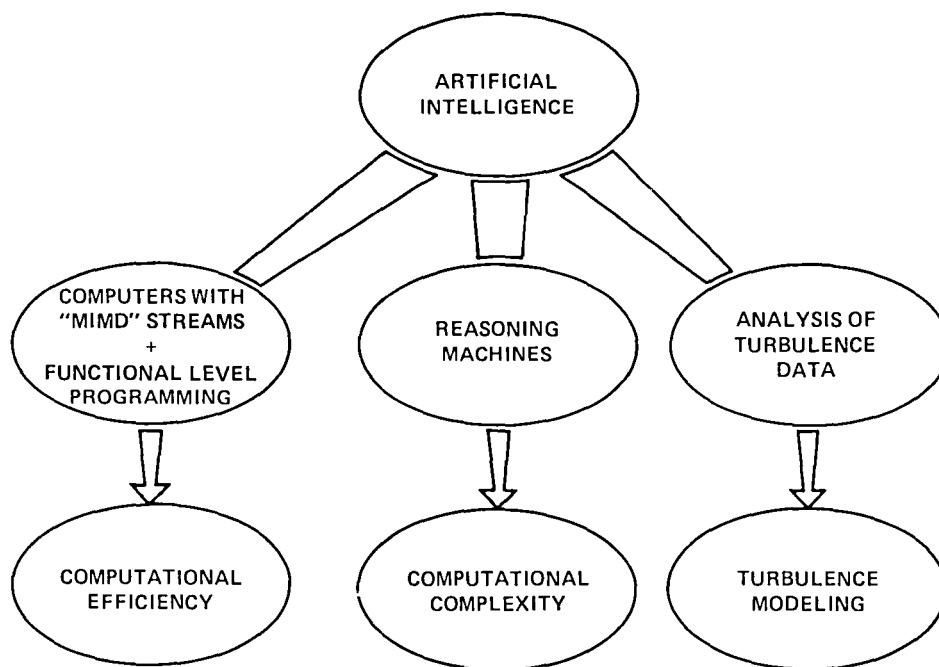 ARTIFICIAL
INTELLIGENCE
COMPUTERS WITH
"MIMD" STREAMS
+
FUNCTIONAL LEVEL
PROGRAMMING
REASONING
MACHINES
ANALYSIS OF
TURBULENCE
DATA
COMPUTATIONAL
EFFICIENCY
COMPUTATIONAL
COMPLEXITY
TURBULENCE
MODELING